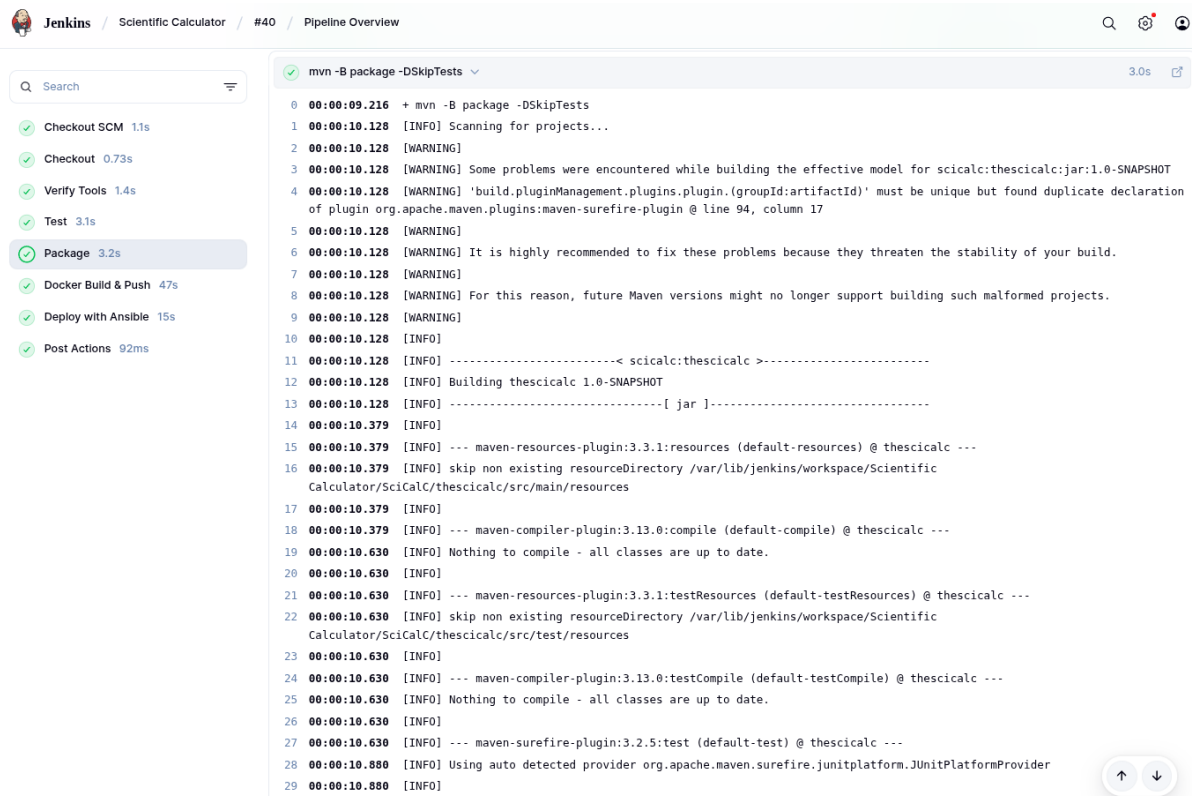 Jenkins / Scientific Calculator / #40 / Pipeline Overview
Search
Checkout SCM 1.1s
Checkout 0.73s
Verify Tools 1.4s
Test 3.1s
Package 3.2s
Docker Build & Push 47s
Deploy with Ansible 15s
Post Actions 92ms
mvn -B package -DSkipTests 3.0s
0 00:00:09.216 + mvn -B package -DSkipTests
1 00:00:10.128 [INFO] Scanning for projects...
2 00:00:10.128 [WARNING]
3 00:00:10.128 [WARNING] Some problems were encountered while building the effective model for scicalc:thescicalc:jar:1.0-SNAPSHOT
4 00:00:10.128 [WARNING] 'build.pluginManagement.plugins.plugin.(groupId:artifactId)' must be unique but found duplicate declaration
of plugin org.apache.maven.plugins:maven-surefire-plugin @ line 94, column 17
5 00:00:10.128 [WARNING]
6 00:00:10.128 [WARNING] It is highly recommended to fix these problems because they threaten the stability of your build.
7 00:00:10.128 [WARNING]
8 00:00:10.128 [WARNING] For this reason, future Maven versions might no longer support building such malformed projects.
9 00:00:10.128 [WARNING]
10 00:00:10.128 [INFO]
11 00:00:10.128 [INFO] -------------------------< scicalc:thescicalc >-------------------------
12 00:00:10.128 [INFO] Building thescicalc 1.0-SNAPSHOT
13 00:00:10.128 [INFO] --------------------------------[ jar ]---------------------------------
14 00:00:10.379 [INFO]
15 00:00:10.379 [INFO] --- maven-resources-plugin:3.3.1:resources (default-resources) @ thescicalc ---
16 00:00:10.379 [INFO] skip non existing resourceDirectory /var/lib/jenkins/workspace/Scientific
Calculator/SciCalC/thescicalc/src/main/resources
17 00:00:10.379 [INFO]
18 00:00:10.379 [INFO] --- maven-compiler-plugin:3.13.0:compile (default-compile) @ thescicalc ---
19 00:00:10.630 [INFO] Nothing to compile - all classes are up to date.
20 00:00:10.630 [INFO]
21 00:00:10.630 [INFO] --- maven-resources-plugin:3.3.1:testResources (default-testResources) @ thescicalc ---
22 00:00:10.630 [INFO] skip non existing resourceDirectory /var/lib/jenkins/workspace/Scientific
Calculator/SciCalC/thescicalc/src/test/resources
23 00:00:10.630 [INFO]
24 00:00:10.630 [INFO] --- maven-compiler-plugin:3.13.0:testCompile (default-testCompile) @ thescicalc ---
25 00:00:10.630 [INFO] Nothing to compile - all classes are up to date.
26 00:00:10.630 [INFO]
27 00:00:10.630 [INFO] --- maven-surefire-plugin:3.2.5:test (default-test) @ thescicalc ---
28 00:00:10.880 [INFO] Using auto detected provider org.apache.maven.surefire.junitplatform.JUnitPlatformProvider
29 00:00:10.880 [INFO]